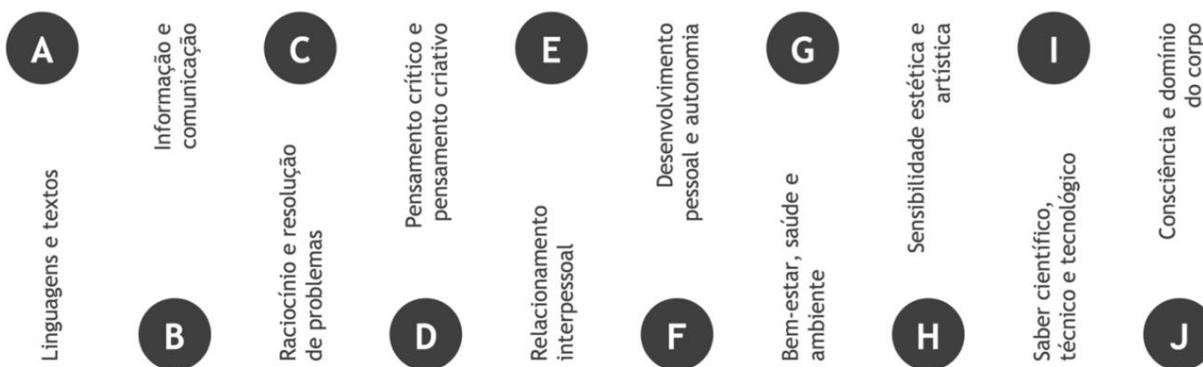 A
Linguagens e textos
B
Informação e
comunicação
C
Raciocínio e resolução
de problemas
D
Pensamento crítico e
pensamento criativo
E
Relacionamento
interpessoal
F
Desenvolvimento
pessoal e autonomia
G
Bem-estar, saúde e
ambiente
H
Sensibilidade estética e
artística
I
Saber científico,
técnico e tecnológico
J
Consciência e domínio
do corpo